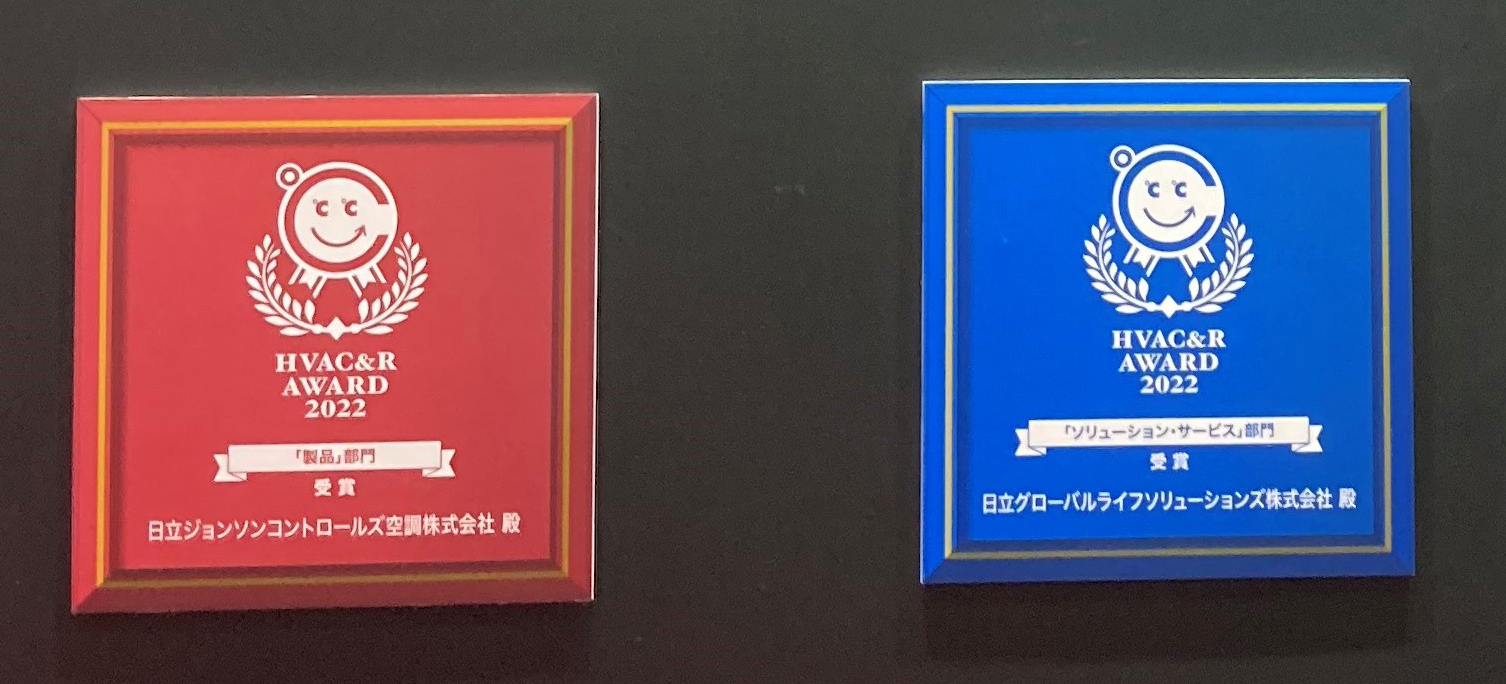 HVAC&R
AWARD
2022
「製品」部門
受賞
日立ジョンソンコントロールズ空調株式会社 殿
HVAC&R
AWARD
2022
「ソリューション・サービス」部門
受賞
日立グローバルライフソリューションズ株式会社 殿